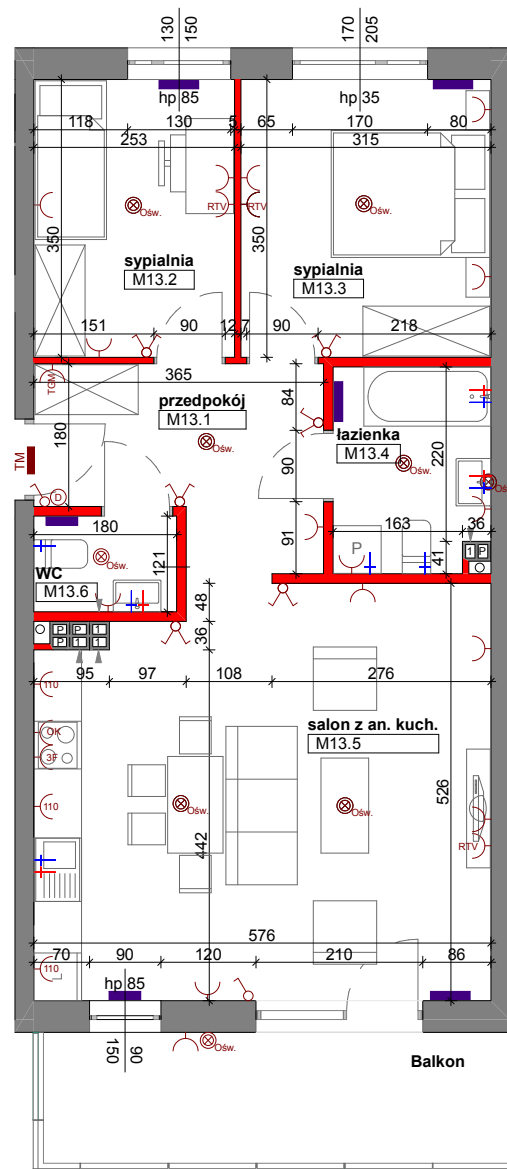 130
150
170
205
hp 85
hp 35
118
130
5
65
170
80
253
315
RTV
RTV
Ośw.
Ośw.
350
350
sypialnia
M13.2
sypialnia
M13.3
151
90
12
7
90
218
365
TGM
przedpokój
M13.1
84
180
Ośw.
łazienka
M13.4
220
TM
90
Ośw.
D
180
91
163
36
P
1
P
41
121
Ośw.
WC
M13.6
48
P
P
1
P
1
1
36
95
97
108
276
110
salon z an. kuch.
M13.5
OK
3F
110
Ośw.
Ośw.
526
442
RTV
576
70
90
120
210
86
110
hp 85
150
90
Ośw.
Balkon